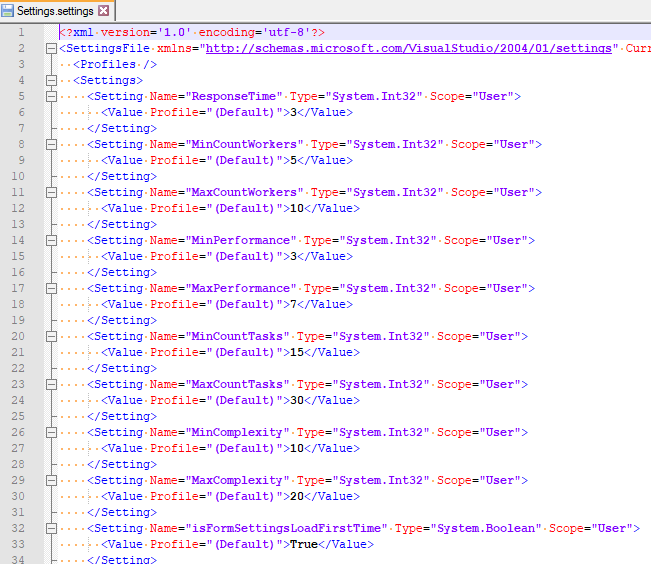 Settings.settings
1 <?xml version='1.0' encoding='utf-8'?>
2 <SettingsFile xmlns="http://schemas.microsoft.com/VisualStudio/2004/01/settings" Curr
3 <Profiles />
4 <Settings>
5 <Setting Name="ResponseTime" Type="System.Int32" Scope="User">
6 <Value Profile="(Default)">3</Value>
7 </Setting>
8 <Setting Name="MinCountWorkers" Type="System.Int32" Scope="User">
9 <Value Profile="(Default)">5</Value>
10 </Setting>
11 <Setting Name="MaxCountWorkers" Type="System.Int32" Scope="User">
12 <Value Profile="(Default)">10</Value>
13 </Setting>
14 <Setting Name="MinPerformance" Type="System.Int32" Scope="User">
15 <Value Profile="(Default)">3</Value>
16 </Setting>
17 <Setting Name="MaxPerformance" Type="System.Int32" Scope="User">
18 <Value Profile="(Default)">7</Value>
19 </Setting>
20 <Setting Name="MinCountTasks" Type="System.Int32" Scope="User">
21 <Value Profile="(Default)">15</Value>
22 </Setting>
23 <Setting Name="MaxCountTasks" Type="System.Int32" Scope="User">
24 <Value Profile="(Default)">30</Value>
25 </Setting>
26 <Setting Name="MinComplexity" Type="System.Int32" Scope="User">
27 <Value Profile="(Default)">10</Value>
28 </Setting>
29 <Setting Name="MaxComplexity" Type="System.Int32" Scope="User">
30 <Value Profile="(Default)">20</Value>
31 </Setting>
32 <Setting Name="isFormSettingsLoadFirstTime" Type="System.Boolean" Scope="User">
33 <Value Profile="(Default)">True</Value>
34 </Setting>